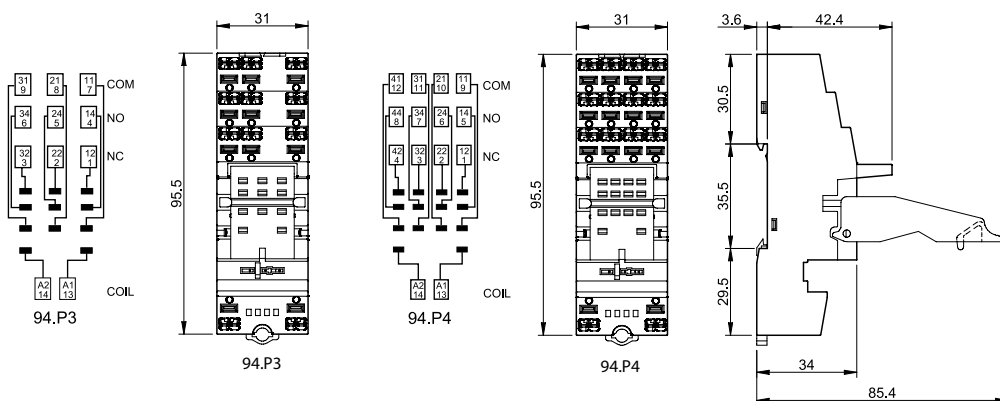 31
95.5
31 21 11 COM
9 8 7
34 24 14 NO
6 5 4
32 22 12 NC
3 2 1
A2 A1 COIL
14 13
94.P3
94.P3
41 31 21 11 COM
12 11 10 9
44 34 24 14 NO
8 7 6 5
42 32 22 12 NC
4 3 2 1
A2 A1 COIL
14 13
94.P4
31
95.5
94.P4
3.6 42.4
30.5
35.5
29.5
34
85.4